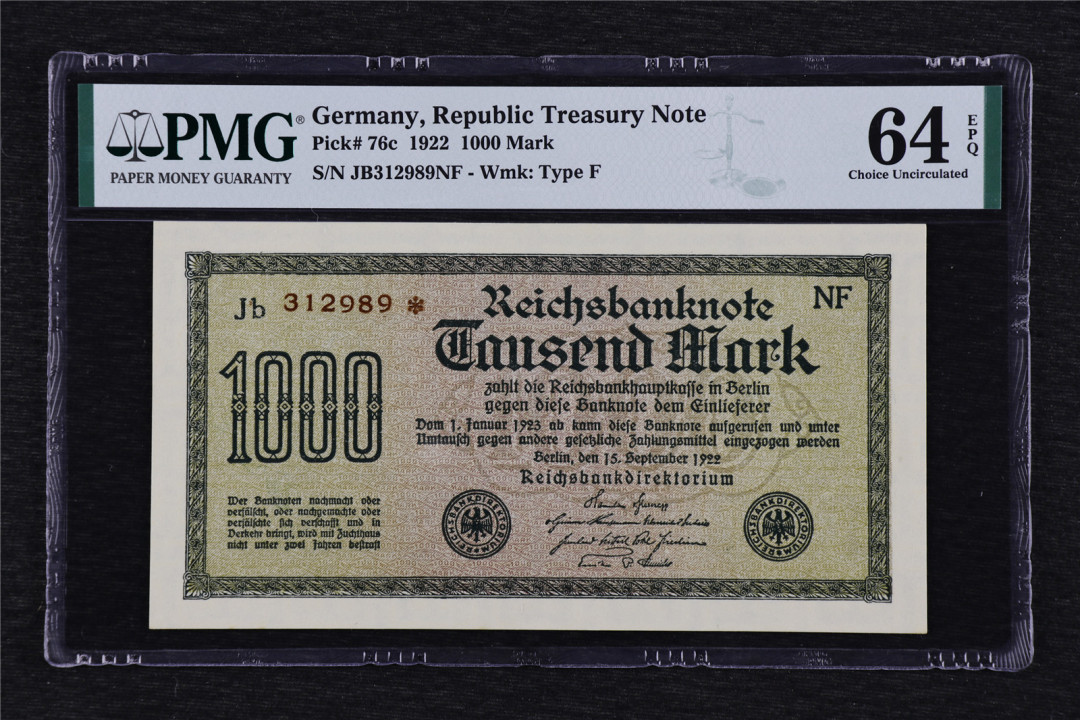 PMG®
PAPER MONEY GUARANTY
Germany, Republic Treasury Note
Pick# 76c 1922 1000 Mark
S/N JB312989NF - Wmk: Type F
64 EPQ
Choice Uncirculated
Jb 312989 *
NF
Reichsbanknote
Tausend Mark
1000
zahlt die Reichsbankhauptkasse in Berlin
gegen diese Banknote dem Einlieferer
Vom 1. Januar 1923 ab kann diese Banknote aufgerufen und unter
Umtausch gegen andere gesetzliche Zahlungsmittel eingezogen werden
Berlin, den 15. September 1922
Reichsbankdirektorium
Wer Banknoten nachmacht oder
verfälscht, oder nachgemachte oder
verfälschte sich verschafft und in
Verkehr bringt, wird mit Zuchthaus
nicht unter zwei Jahren bestraft
REICHSBANKDIREKTORIUM
REICHSBANKDIREKTORIUM